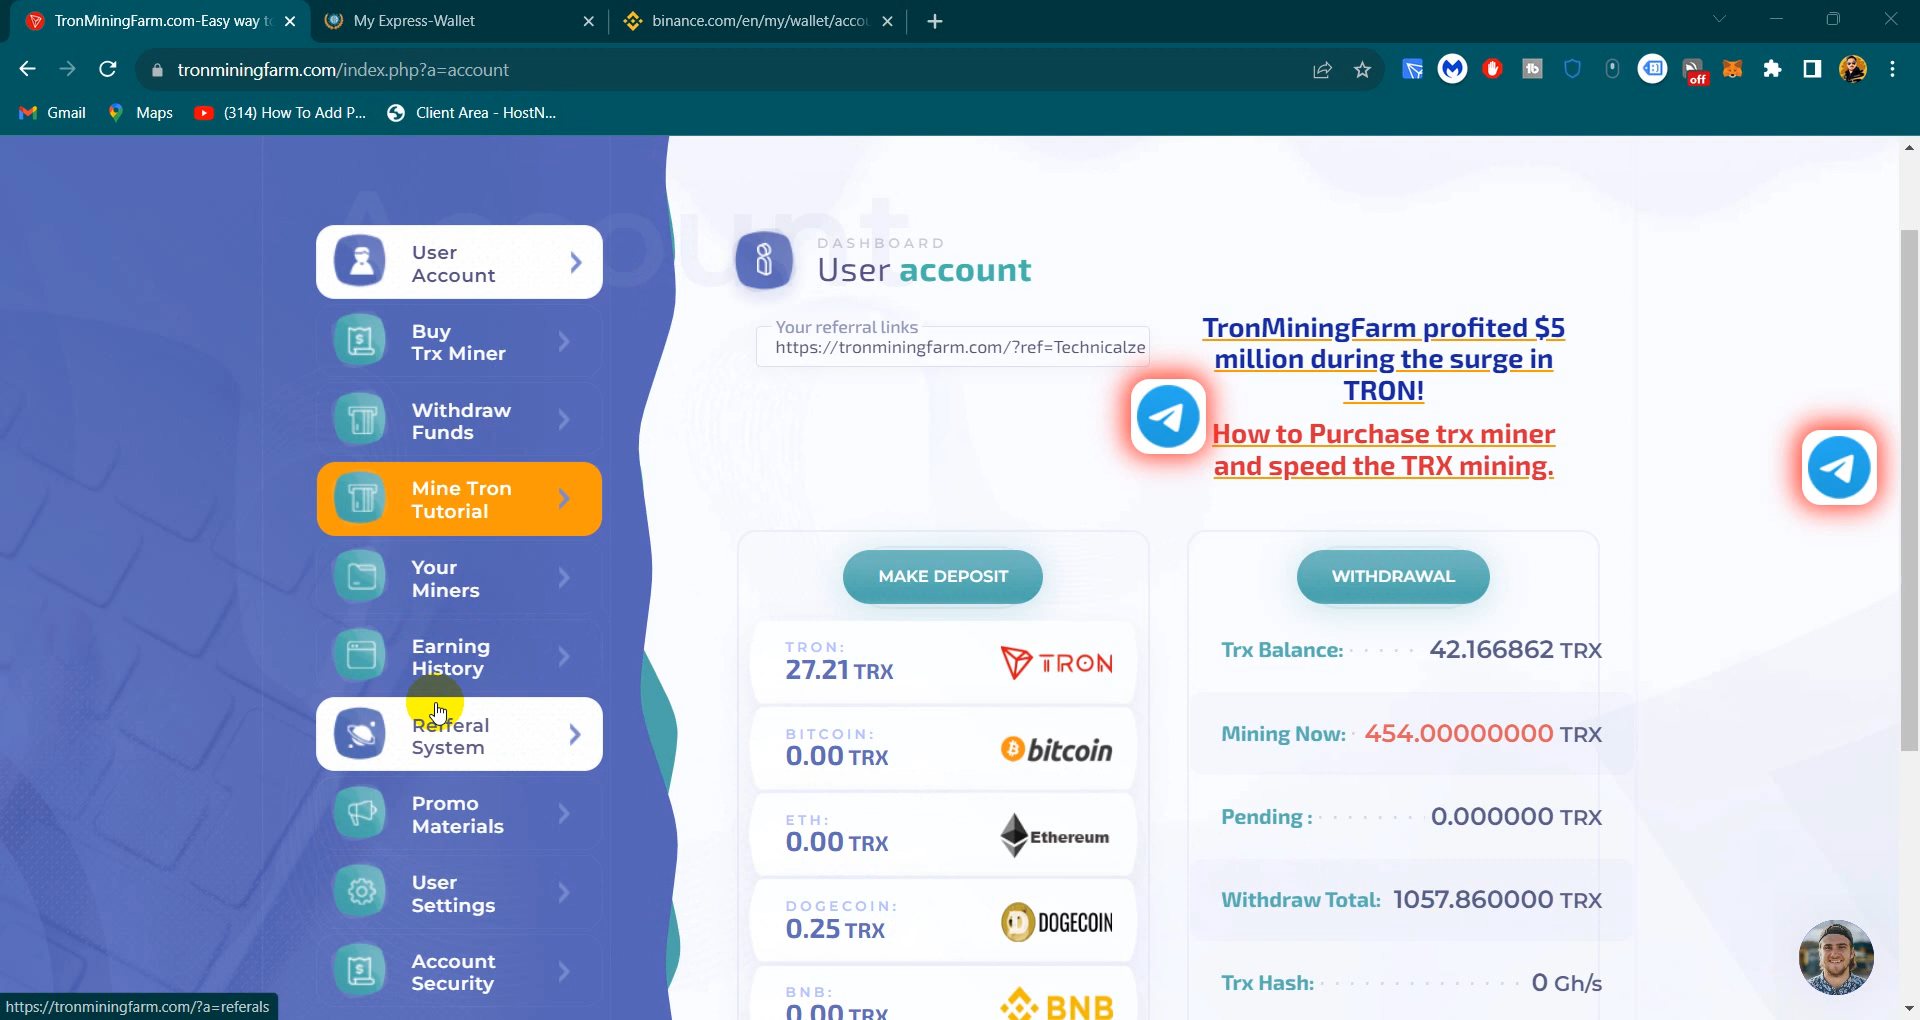 TronMiningFarm.com-Easy way to
My Express-Wallet
binance.com/en/my/wallet/accou
tronminingfarm.com/index.php?a=account
off
Gmail
Maps
(314) How To Add P...
Client Area - HostN...
Account
User
Account
Buy
Trx Miner
Withdraw
Funds
Mine Tron
Tutorial
Your
Miners
Earning
History
Refferal
System
Promo
Materials
User
Settings
Account
Security
https://tronminingfarm.com/?a=referals
DASHBOARD
User account
Your referral links
https://tronminingfarm.com/?ref=Technicalze
TronMiningFarm profited $5
million during the surge in
TRON!
How to Purchase trx miner
and speed the TRX mining.
MAKE DEPOSIT
TRON:
27.21 TRX
TRON
BITCOIN:
0.00 TRX
bitcoin
ETH:
0.00 TRX
Ethereum
DOGECOIN:
0.25 TRX
DOGECOIN
BNB:
0.00 TRX
BNB
WITHDRAWAL
Trx Balance: 42.166862 TRX
Mining Now: 454.00000000 TRX
Pending : 0.000000 TRX
Withdraw Total: 1057.860000 TRX
Trx Hash: 0 Gh/s